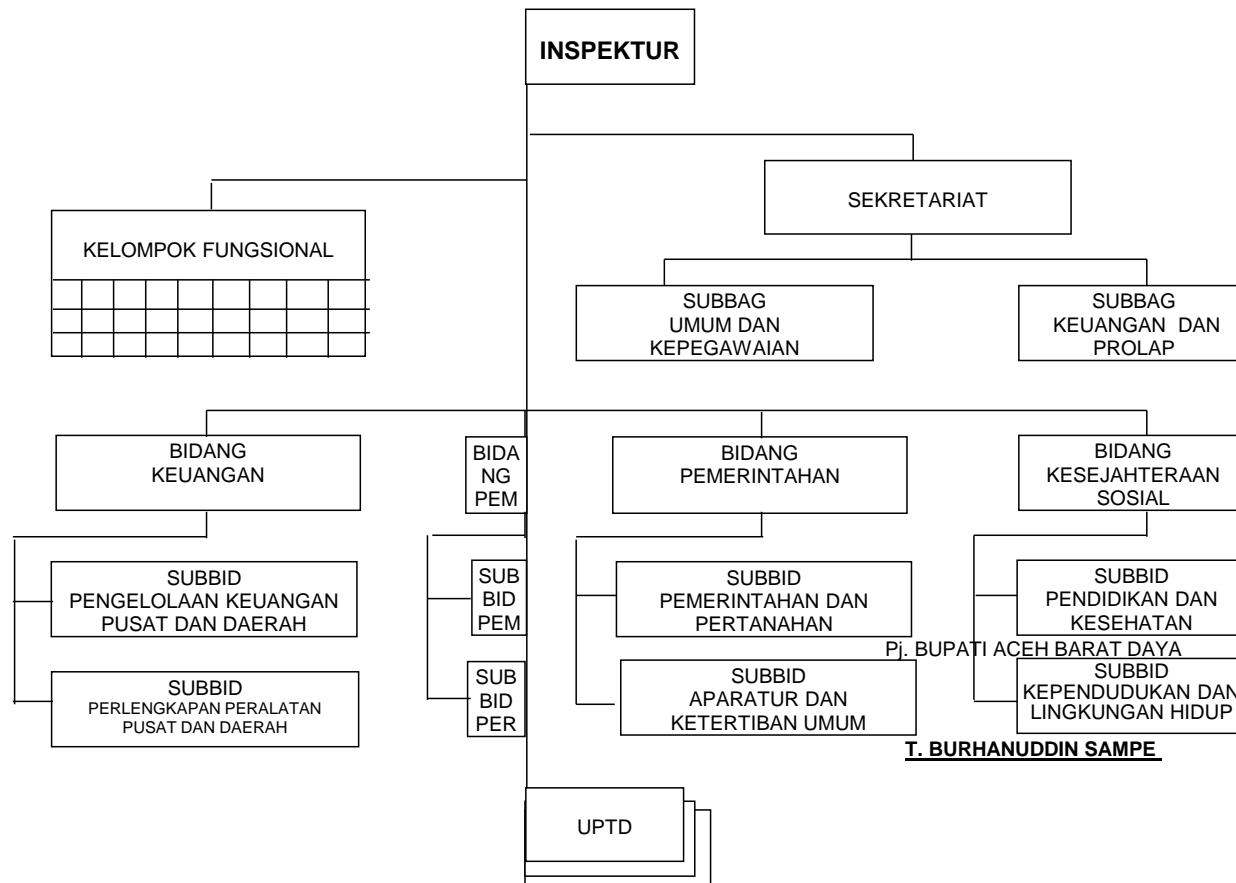 INSPEKTUR
SEKRETARIAT
KELOMPOK FUNGSIONAL
SUBBAG
UMUM DAN
KEPEGAWAIAN
SUBBAG
KEUANGAN DAN
PROLAP
BIDANG
KEUANGAN
BIDA
NG
PEM
BIDANG
PEMERINTAHAN
BIDANG
KESEJAHTERAAN
SOSIAL
SUBBID
PENGELOLAAN KEUANGAN
PUSAT DAN DAERAH
SUB
BID
PEM
SUBBID
PEMERINTAHAN DAN
PERTANAHAN
SUBBID
PENDIDIKAN DAN
KESEHATAN
Pj. BUPATI ACEH BARAT DAYA
SUBBID
PERLENGKAPAN PERALATAN
PUSAT DAN DAERAH
SUB
BID
PER
SUBBID
APARATUR DAN
KETERTIBAN UMUM
SUBBID
KEPENDUDUKAN DAN
LINGKUNGAN HIDUP
T. BURHANUDDIN SAMPE
UPTD